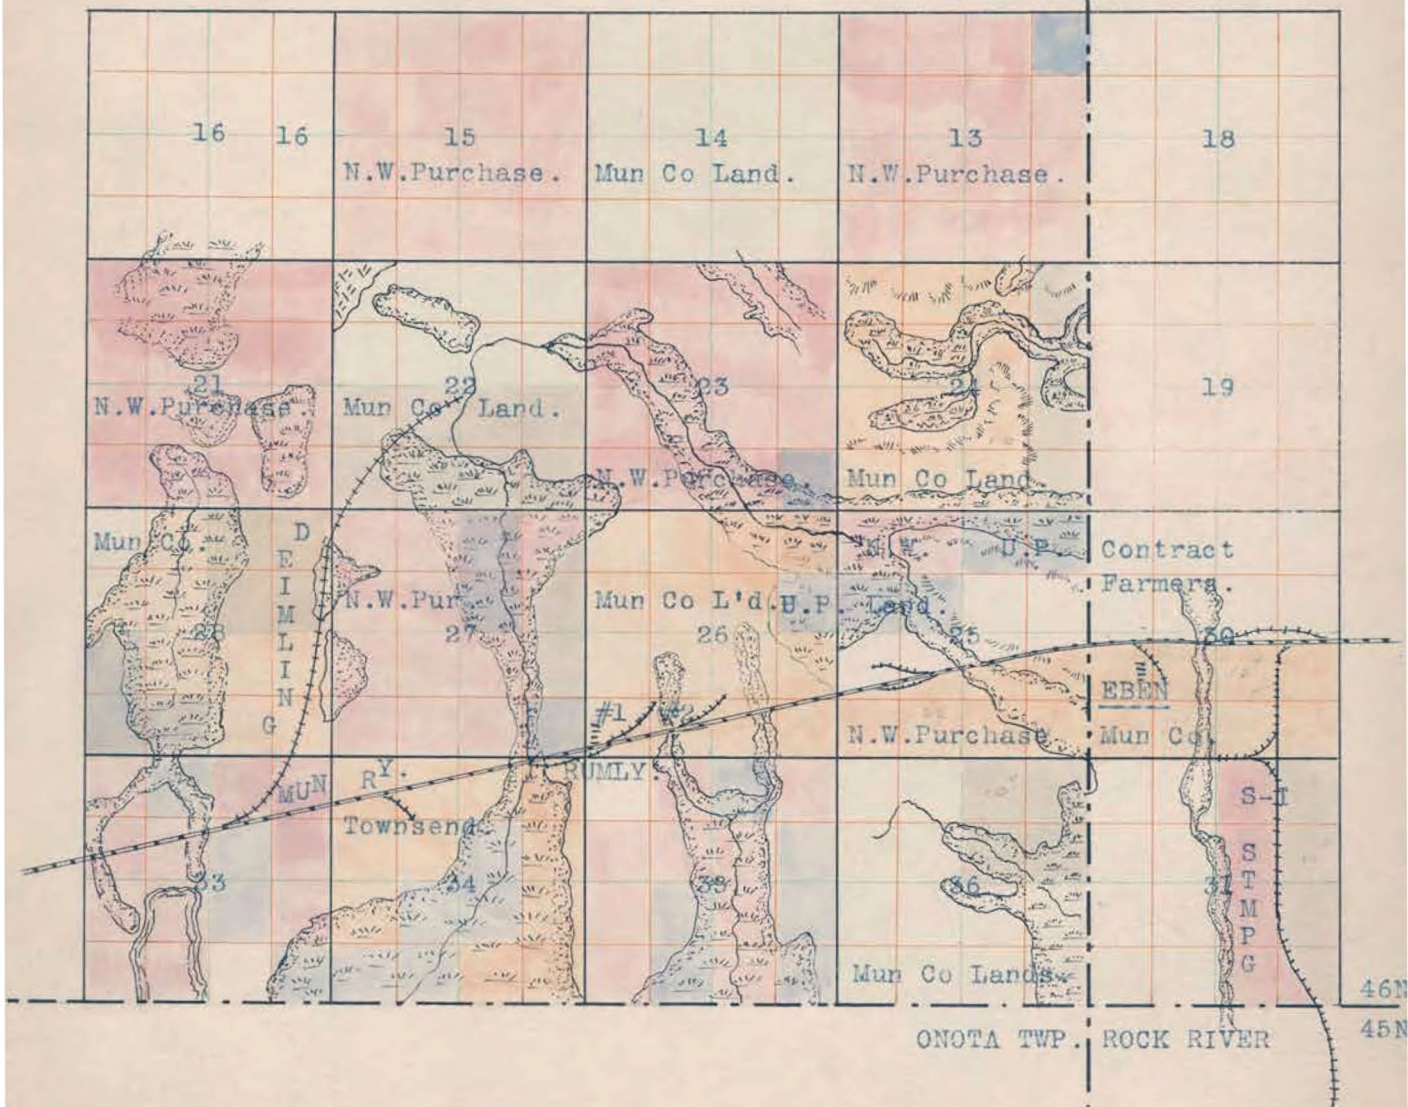 16 16 15 14 13 18
N.W.Purchase. Mun Co Land. N.W.Purchase.
21 22 23 24 19
N.W.Purchase. Mun Co Land.
N.W.Purchase. Mun Co Land.
Mun Co. DEIMLING N.W. U.P. Contract
Farmers.
N.W.Pur Mun Co L'd. U.P. Land.
28 27 26 25 30
EBEN
#1 #2
N.W.Purchase Mun Co.
MUN RY. RUMLY.
S-I STMPG
Townsend.
33 34 35 36 31
Mun Co Lands.
46N
45N
ONOTA TWP. ROCK RIVER